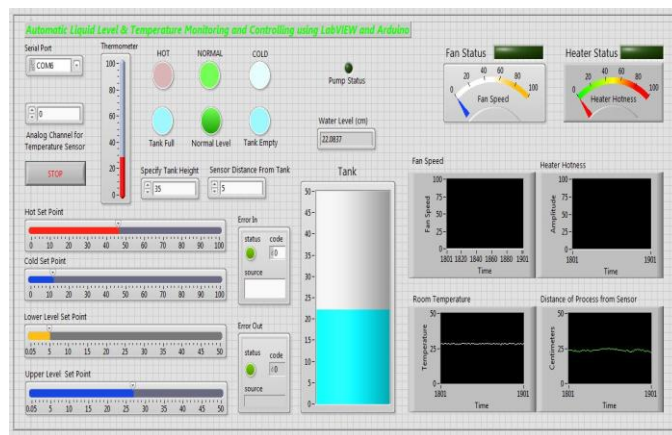 Automatic Liquid Level & Temperature Monitoring and Controlling using LabVIEW and Arduino
Serial Port
COM6
Thermometer
100-
80-
60-
40-
20-
0-
HOT
NORMAL
COLD
Pump Status
Fan Status
Heater Status
0 20 40 60 80 100
Fan Speed
0 20 40 60 80 100
Heater Hotness
0
Analog Channel for
Temperature Sensor
STOP
Tank Full
Normal Level
Tank Empty
Water Level (cm)
22.0837
Specify Tank Height
35
Sensor Distance From Tank
5
Tank
50-
45-
40-
35-
30-
25-
20-
15-
10-
5-
0-
Hot Set Point
0 10 20 30 40 50 60 70 80 90 100
Cold Set Point
0 10 20 30 40 50 60 70 80 90 100
Lower Level Set Point
0.05 5 10 15 20 25 30 35 40 45 50
Upper Level Set Point
0.05 5 10 15 20 25 30 35 40 45 50
Error In
status code
0
source
Error Out
status code
0
source
Fan Speed
Fan Speed
100-
75-
50-
25-
0-
1801 1820 1840 1860 1880 1901
Time
Heater Hotness
Amplitude
100-
75-
50-
25-
0-
1801 1901
Time
Room Temperature
Temperature
50-
25-
0-
1801 1901
Time
Distance of Process from Sensor
Centimeters
50-
25-
0-
1801 1901
Time